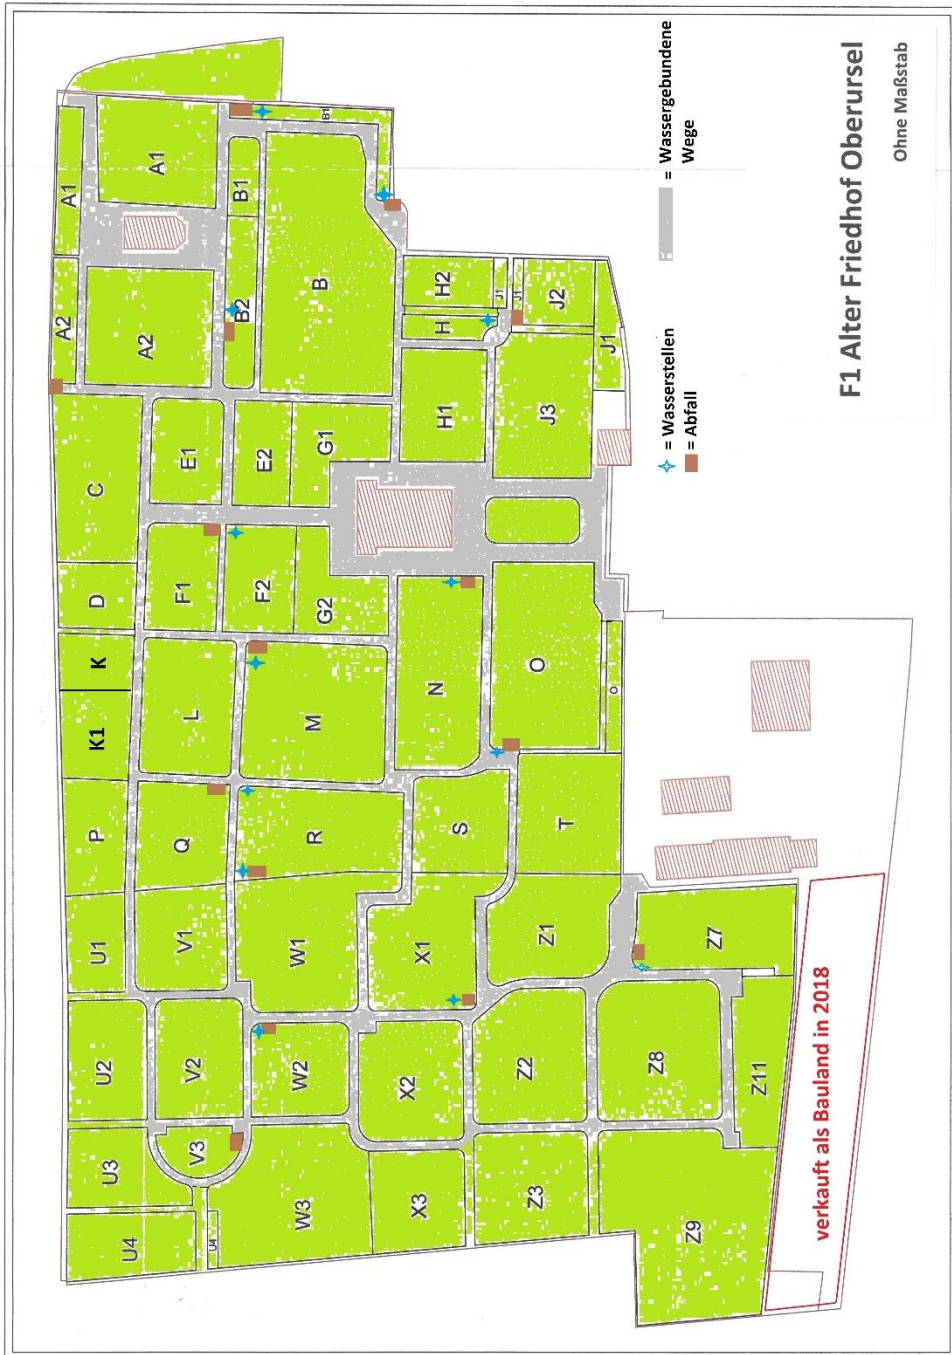 F1 Alter Friedhof Oberursel
Ohne Maßstab
= Wasserstellen
= Abfall
= Wassergebundene
Wege
verkauft als Bauland in 2018
U4
U3
U2
U1
P
K1
K
D
C
A2
A1
U4
V3
V2
V1
Q
L
F1
E1
A2
A1
W3
W2
W1
R
M
F2
E2
B2
B1
G2
G1
B
B1
X3
X2
X1
S
N
H1
H
H2
Z3
Z2
Z1
T
O
O
J3
J1
J1
J2
J1
Z9
Z8
Z7
Z11